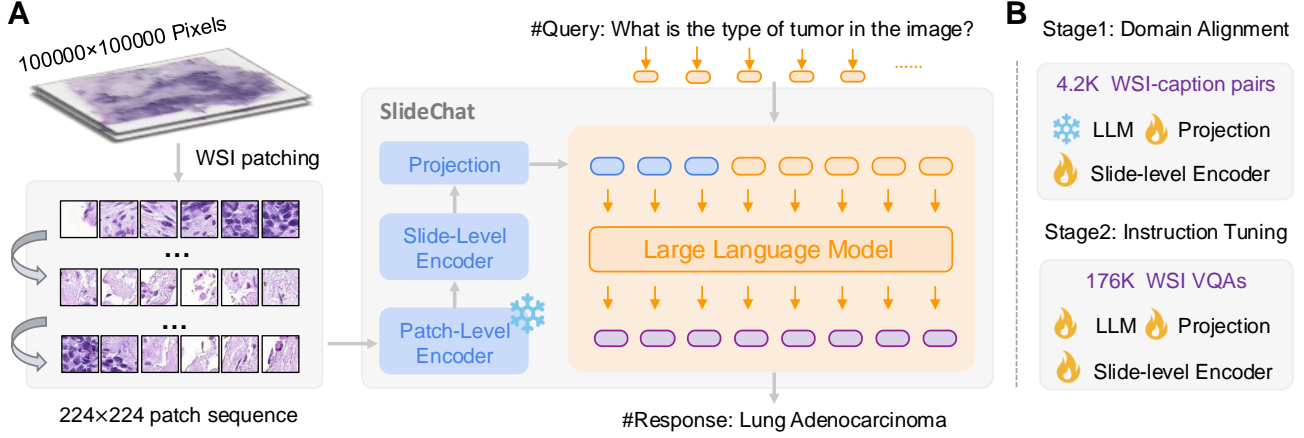 A
100000×100000 Pixels
WSI patching
...
...
224×224 patch sequence
#Query: What is the type of tumor in the image?
......
SlideChat
Projection
Slide-Level
Encoder
Patch-Level
Encoder
Large Language Model
#Response: Lung Adenocarcinoma
B
Stage1: Domain Alignment
4.2K WSI-caption pairs
LLM Projection
Slide-level Encoder
Stage2: Instruction Tuning
176K WSI VQAs
LLM Projection
Slide-level Encoder